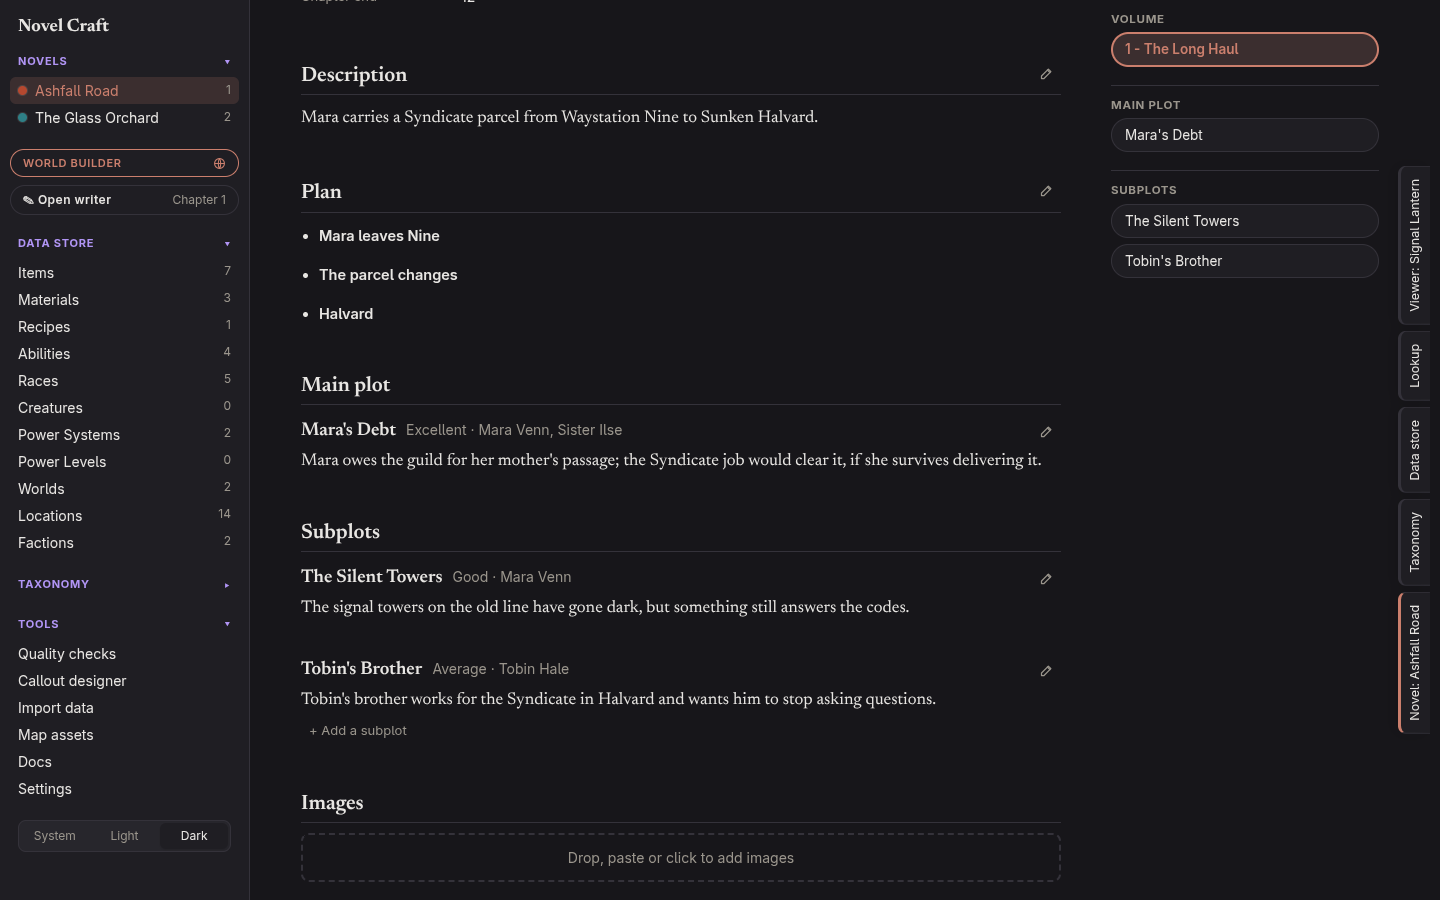 Novel Craft
NOVELS
Ashfall Road 1
The Glass Orchard 2
WORLD BUILDER
Open writer Chapter 1
DATA STORE
Items 7
Materials 3
Recipes 1
Abilities 4
Races 5
Creatures 0
Power Systems 2
Power Levels 0
Worlds 2
Locations 14
Factions 2
TAXONOMY
TOOLS
Quality checks
Callout designer
Import data
Map assets
Docs
Settings
System Light Dark
Description
Mara carries a Syndicate parcel from Waystation Nine to Sunken Halvard.
Plan
• Mara leaves Nine
• The parcel changes
• Halvard
Main plot
Mara's Debt Excellent · Mara Venn, Sister Ilse
Mara owes the guild for her mother's passage; the Syndicate job would clear it, if she survives delivering it.
Subplots
The Silent Towers Good · Mara Venn
The signal towers on the old line have gone dark, but something still answers the codes.
Tobin's Brother Average · Tobin Hale
Tobin's brother works for the Syndicate in Halvard and wants him to stop asking questions.
+ Add a subplot
Images
Drop, paste or click to add images
VOLUME
1 - The Long Haul
MAIN PLOT
Mara's Debt
SUBPLOTS
The Silent Towers
Tobin's Brother
Viewer: Signal Lantern
Lookup
Data store
Taxonomy
Novel: Ashfall Road